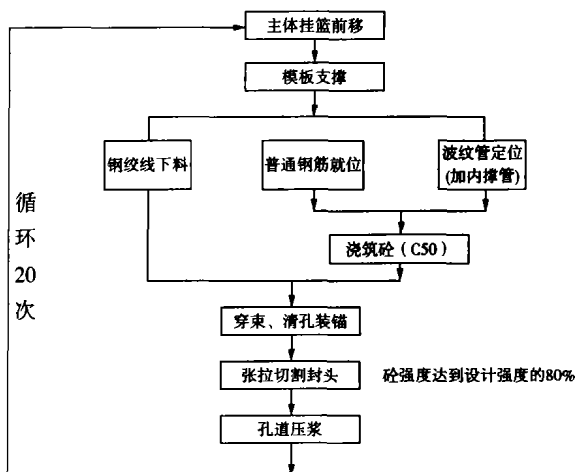 主体挂篮前移
模板支撑
钢绞线下料
普通钢筋就位
波纹管定位
(加内撑管)
浇筑砼（C50）
循
环
20
次
穿束、清孔装锚
张拉切割封头
砼强度达到设计强度的80%
孔道压浆